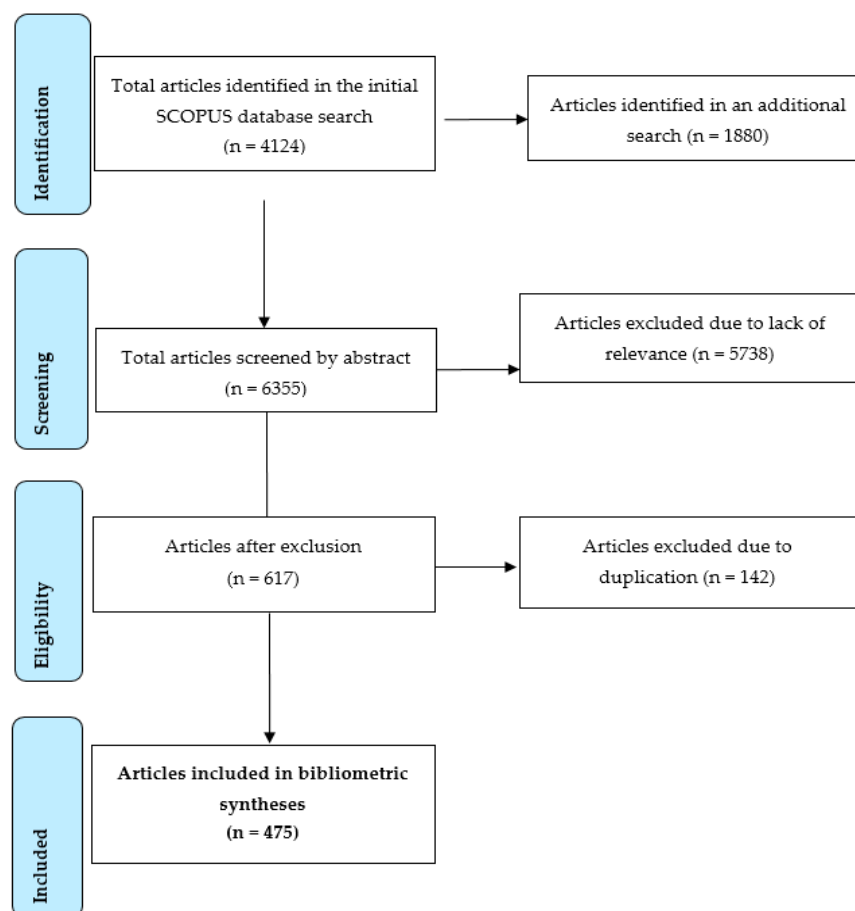 Identification
Total articles identified in the initial
SCOPUS database search
(n = 4124)
Articles identified in an additional
search (n = 1880)
Screening
Total articles screened by abstract
(n = 6355)
Articles excluded due to lack of
relevance (n = 5738)
Eligibility
Articles after exclusion
(n = 617)
Articles excluded due to
duplication (n = 142)
Included
Articles included in bibliometric
syntheses
(n = 475)